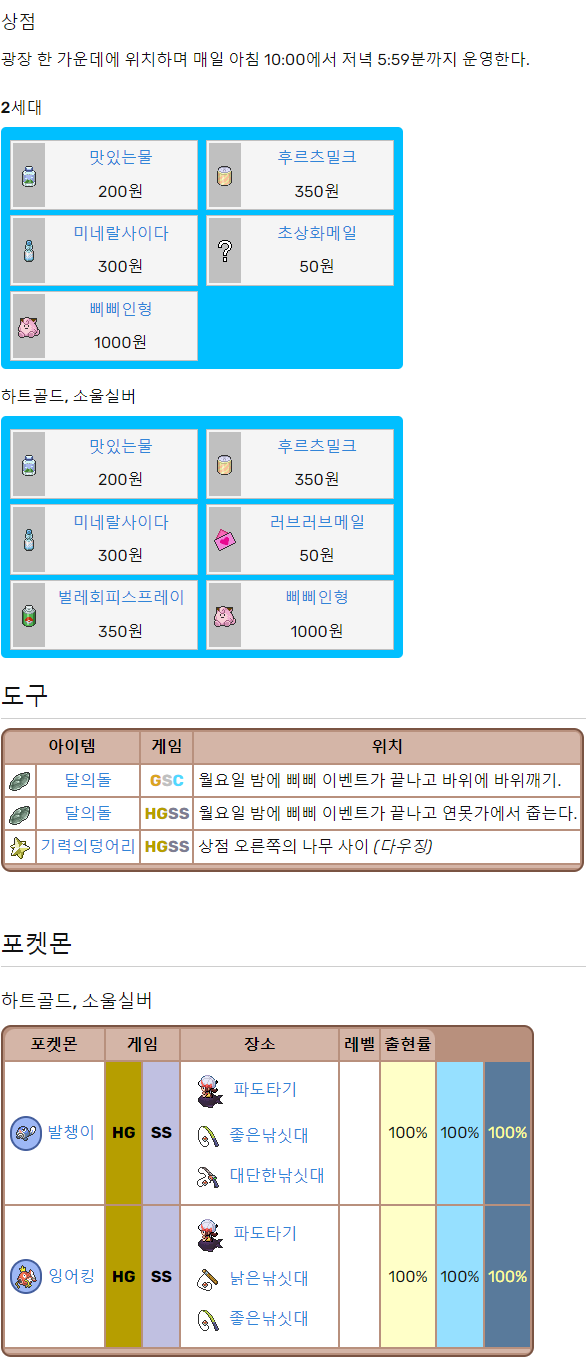 상점
광장 한 가운데에 위치하며 매일 아침 10:00에서 저녁 5:59분까지 운영한다.
2세대
맛있는물 후르츠밀크
200원 350원
미네랄사이다 초상화메일
300원 50원
삐삐인형
1000원
하트골드, 소울실버
맛있는물 후르츠밀크
200원 350원
미네랄사이다 러브러브메일
300원 50원
벌레회피스프레이 삐삐인형
350원 1000원
도구
아이템 게임 위치
달의돌 GSC 월요일 밤에 삐삐 이벤트가 끝나고 바위에 바위깨기.
달의돌 HGSS 월요일 밤에 삐삐 이벤트가 끝나고 연못가에서 줍는다.
기력의덩어리 HGSS 상점 오른쪽의 나무 사이 (다우징)
포켓몬
하트골드, 소울실버
포켓몬 게임 장소 레벨 출현률
파도타기
발챙이 HG SS 좋은낚싯대 100% 100% 100%
대단한낚싯대
파도타기
잉어킹 HG SS 낡은낚싯대 100% 100% 100%
좋은낚싯대